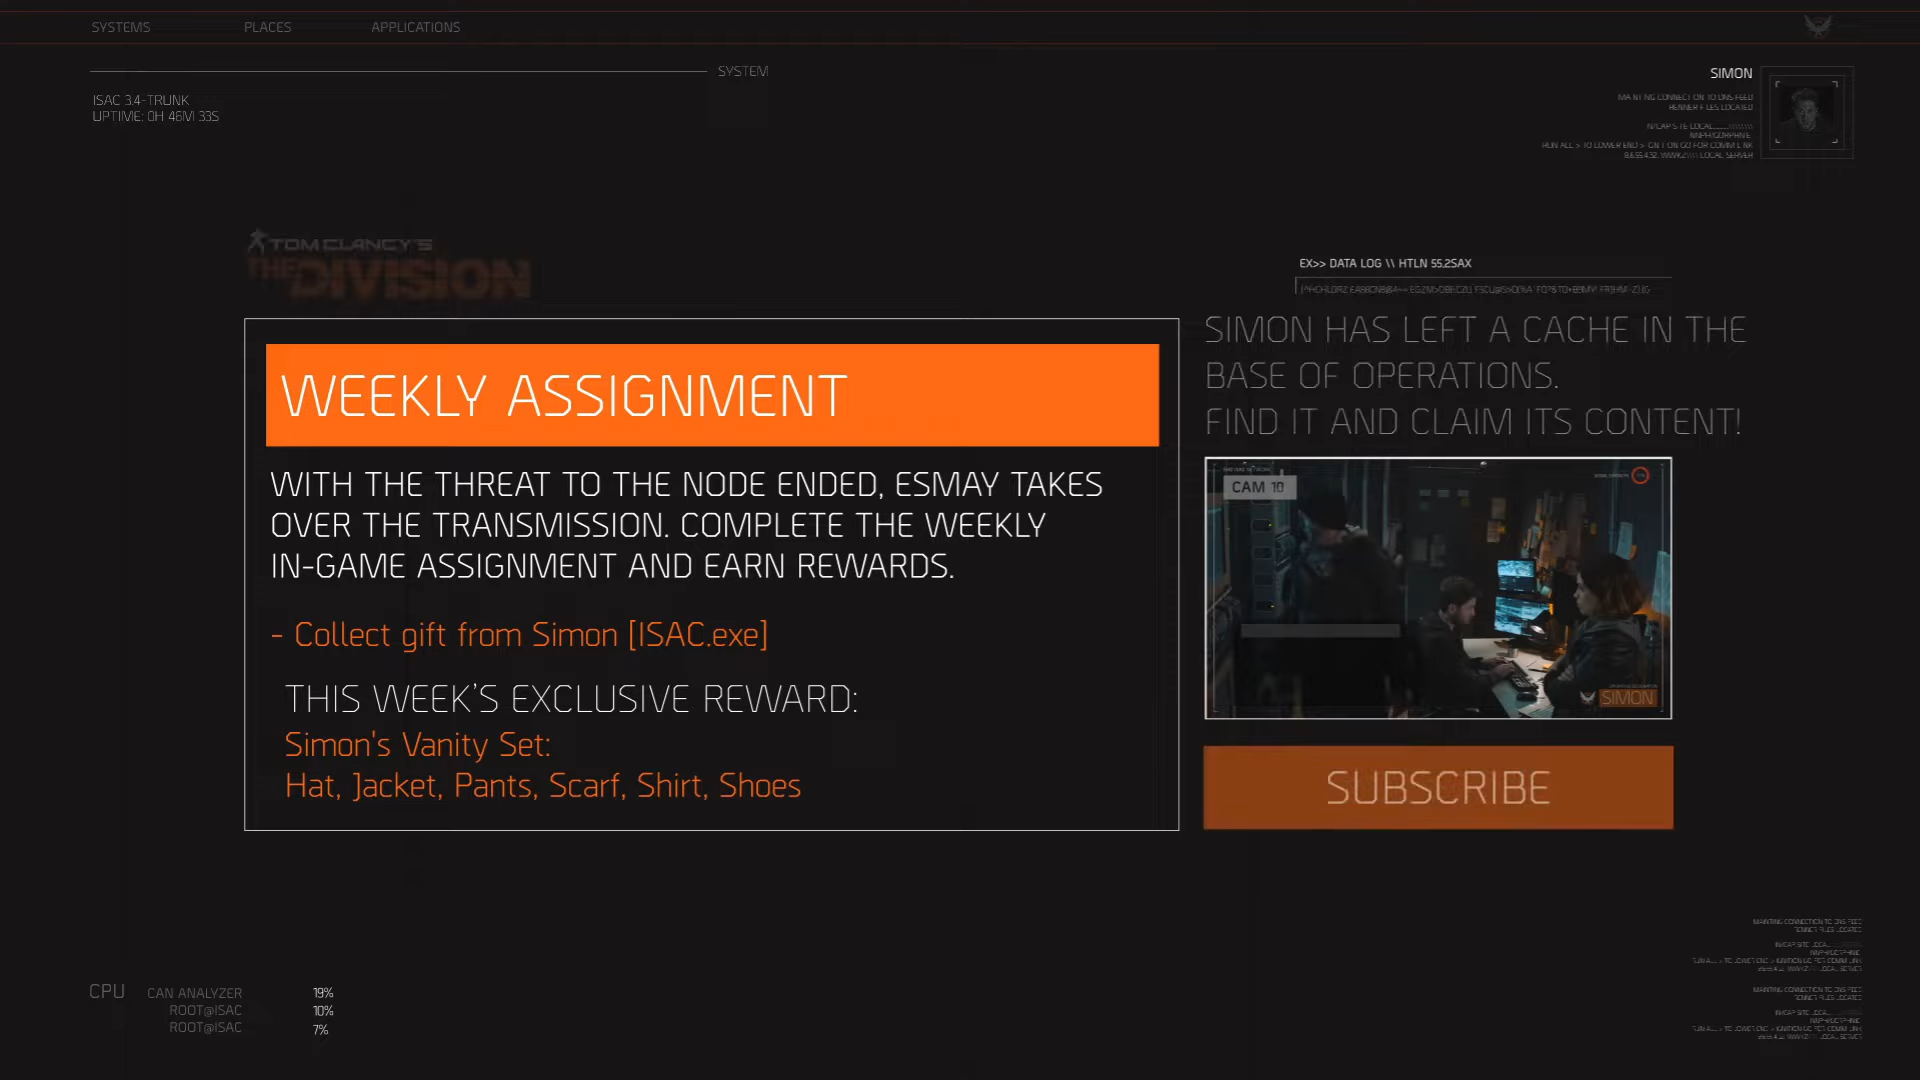 SYSTEMS PLACES APPLICATIONS
SYSTEM
ISAC 3.4-TRUNK
UPTIME: 0H 46M 33S
SIMON
TOM CLANCY'S
THE DIVISION
WEEKLY ASSIGNMENT
WITH THE THREAT TO THE NODE ENDED, ESMAY TAKES
OVER THE TRANSMISSION. COMPLETE THE WEEKLY
IN-GAME ASSIGNMENT AND EARN REWARDS.
- Collect gift from Simon [ISAC.exe]
THIS WEEK'S EXCLUSIVE REWARD:
Simon's Vanity Set:
Hat, Jacket, Pants, Scarf, Shirt, Shoes
EX>> DATA LOG \\ HTLN 55.2SAX
SIMON HAS LEFT A CACHE IN THE
BASE OF OPERATIONS.
FIND IT AND CLAIM ITS CONTENT!
CAM 10
SIMON
SUBSCRIBE
CPU CAN ANALYZER 19%
ROOT@ISAC 10%
ROOT@ISAC 7%